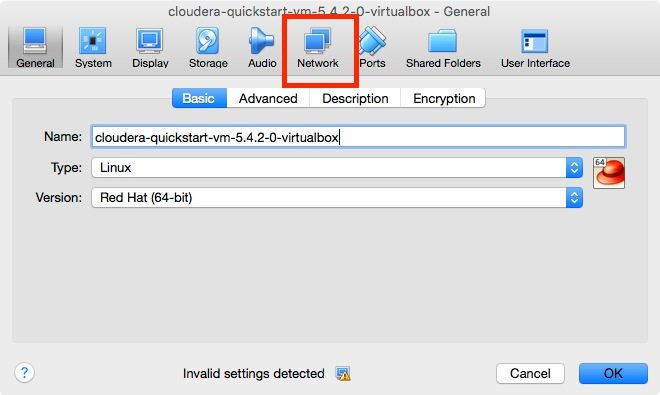 cloudera-quickstart-vm-5.4.2-0-virtualbox - General
General System Display Storage Audio Network Ports Shared Folders User Interface
Basic Advanced Description Encryption
Name: cloudera-quickstart-vm-5.4.2-0-virtualbox
Type: Linux
64
Version: Red Hat (64-bit)
? Invalid settings detected Cancel OK